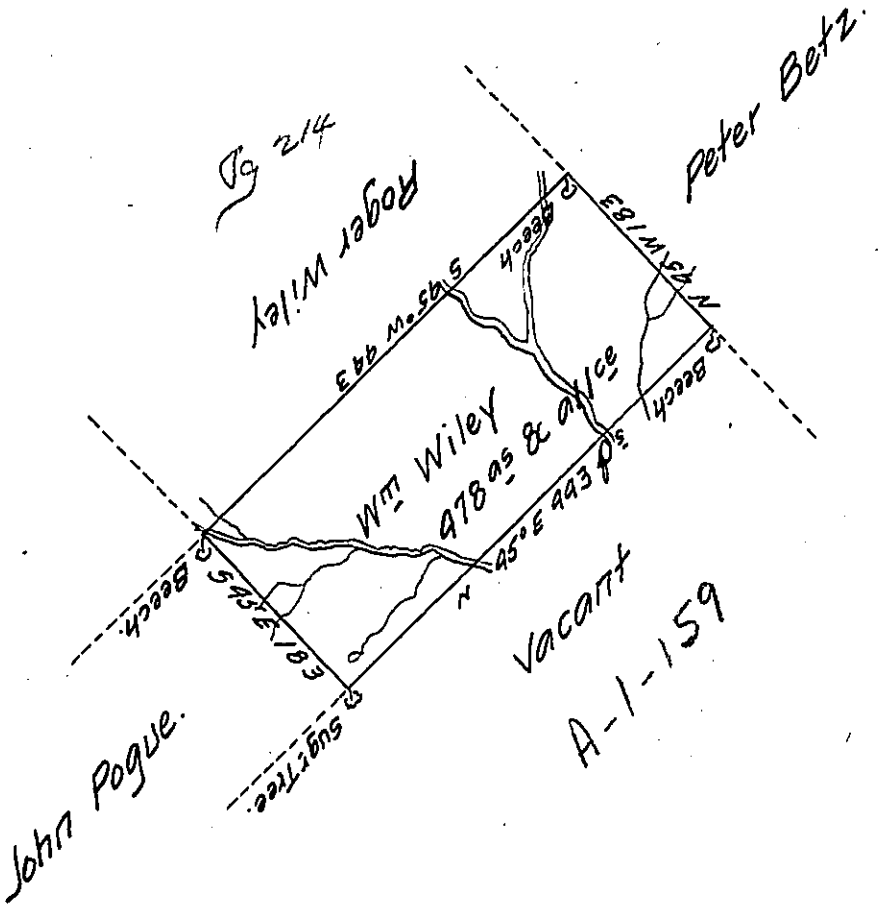 Pg 214
Roger Wiley
Peter Betz.
Beech
N 45 W 183
Beech
S 45° W 443
Wm̲ Wiley
478 as & allce
N 45° E 443 ps
Beech.
S 45° E 183
Sugr Tree.
Vacant
A-1-159
John Pogue.